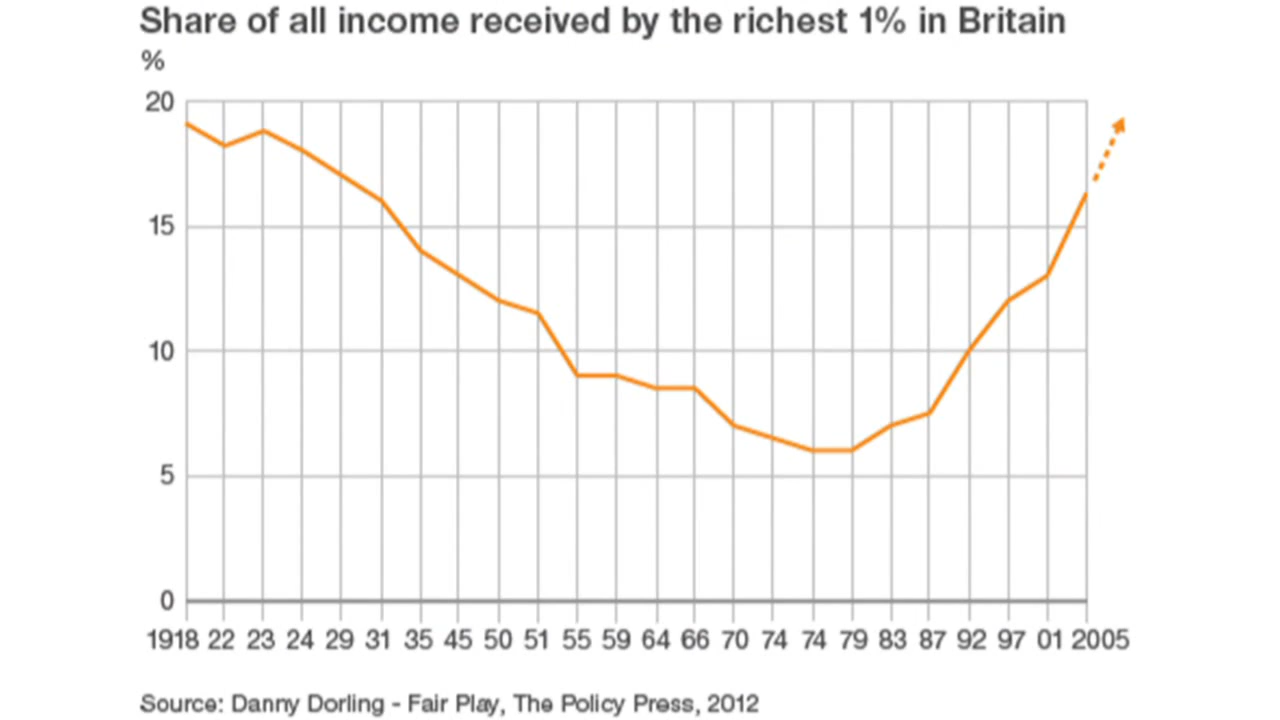 Share of all income received by the richest 1% in Britain
%
20
15
10
5
0
1918 22 23 24 29 31 35 45 50 51 55 59 64 66 70 74 74 79 83 87 92 97 01 2005
Source: Danny Dorling - Fair Play, The Policy Press, 2012